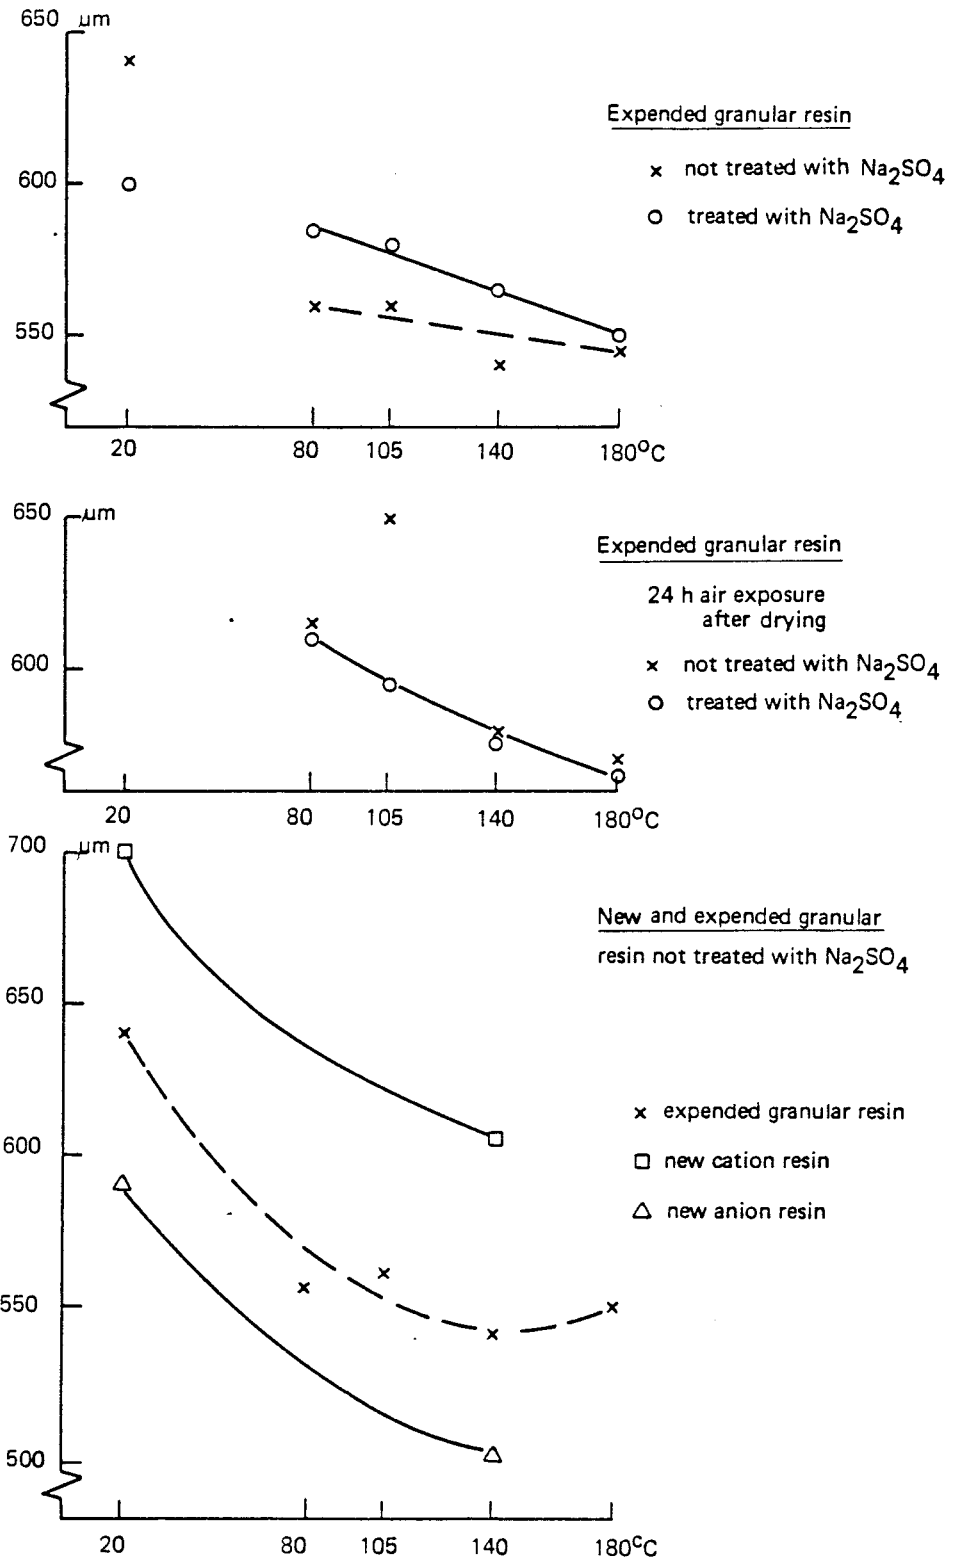 650 µm
600
550
20 80 105 140 180°C
Expended granular resin
x not treated with Na2SO4
o treated with Na2SO4
650 µm
600
20 80 105 140 180°C
Expended granular resin
24 h air exposure
after drying
x not treated with Na2SO4
o treated with Na2SO4
700 µm
650
600
550
500
20 80 105 140 180°C
New and expended granular
resin not treated with Na2SO4
x expended granular resin
□ new cation resin
△ new anion resin